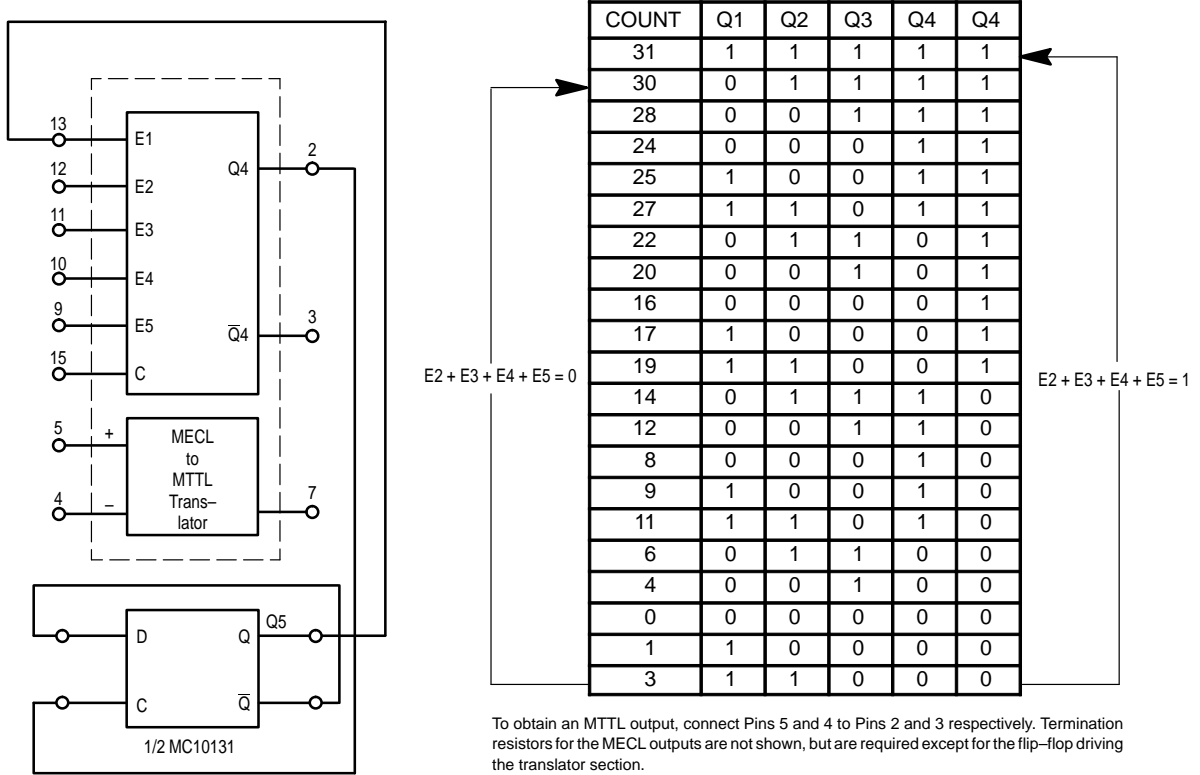 13
E1
12
E2
11
E3
10
E4
9
E5
15
C
Q4
2
Q4
3
5
+
4
–
MECL
to
MTTL
Trans–
lator
7
D
Q
Q5
C
Q
1/2 MC10131
E2 + E3 + E4 + E5 = 0
COUNT Q1 Q2 Q3 Q4 Q4
31 1 1 1 1 1
30 0 1 1 1 1
28 0 0 1 1 1
24 0 0 0 1 1
25 1 0 0 1 1
27 1 1 0 1 1
22 0 1 1 0 1
20 0 0 1 0 1
16 0 0 0 0 1
17 1 0 0 0 1
19 1 1 0 0 1
14 0 1 1 1 0
12 0 0 1 1 0
8 0 0 0 1 0
9 1 0 0 1 0
11 1 1 0 1 0
6 0 1 1 0 0
4 0 0 1 0 0
0 0 0 0 0 0
1 1 0 0 0 0
3 1 1 0 0 0
E2 + E3 + E4 + E5 = 1
To obtain an MTTL output, connect Pins 5 and 4 to Pins 2 and 3 respectively. Termination
resistors for the MECL outputs are not shown, but are required except for the flip–flop driving
the translator section.